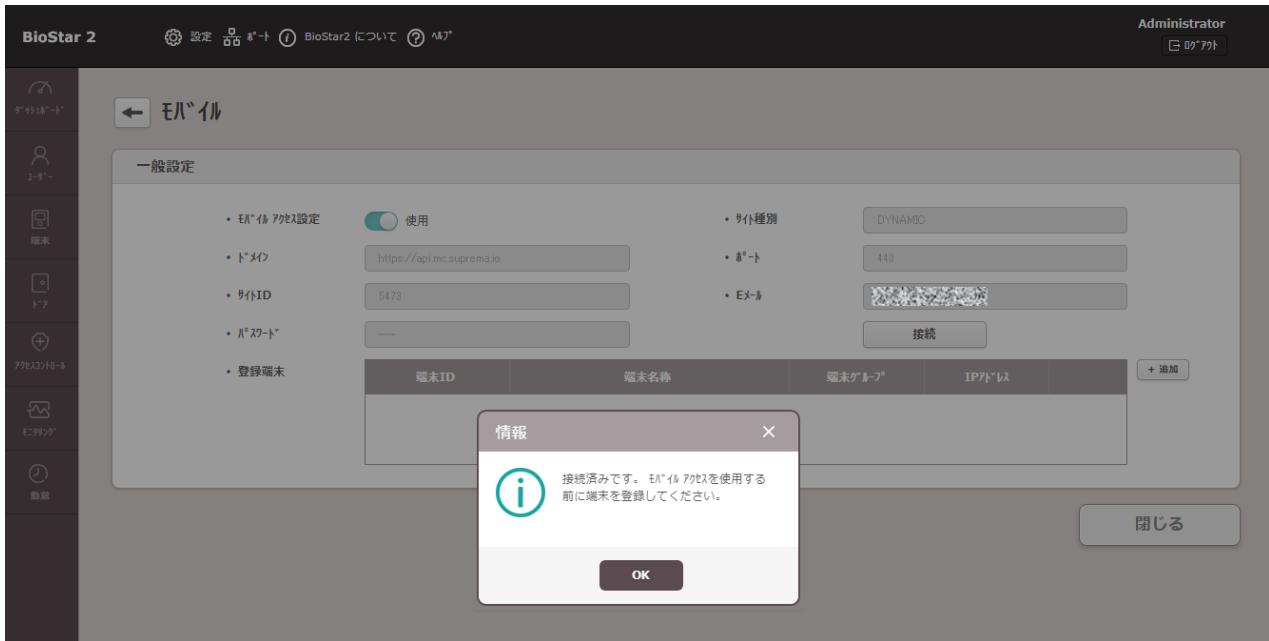 BioStar 2
設定
ﾎﾟｰﾄ
BioStar2 について
ﾍﾙﾌﾟ
Administrator
ﾛｸﾞｱｳﾄ
ﾀﾞｯｼｭﾎﾞｰﾄﾞ
ﾕｰｻﾞｰ
端末
ﾄﾞｱ
ｱｸｾｽｺﾝﾄﾛｰﾙ
ﾓﾆﾀﾘﾝｸﾞ
勤怠
ﾓﾊﾞｲﾙ
一般設定
• ﾓﾊﾞｲﾙ ｱｸｾｽ設定
使用
• ｻｲﾄ種別
DYNAMIC
• ﾄﾞﾒｲﾝ
https://api.mc.suprema.io
• ﾎﾟｰﾄ
443
• ｻｲﾄID
5473
• Eﾒｰﾙ
• ﾊﾟｽﾜｰﾄﾞ
接続
• 登録端末
端末ID
端末名称
端末ｸﾞﾙｰﾌﾟ
IPｱﾄﾞﾚｽ
+ 追加
情報
接続済みです。 ﾓﾊﾞｲﾙ ｱｸｾｽを使用する
前に端末を登録してください。
OK
閉じる